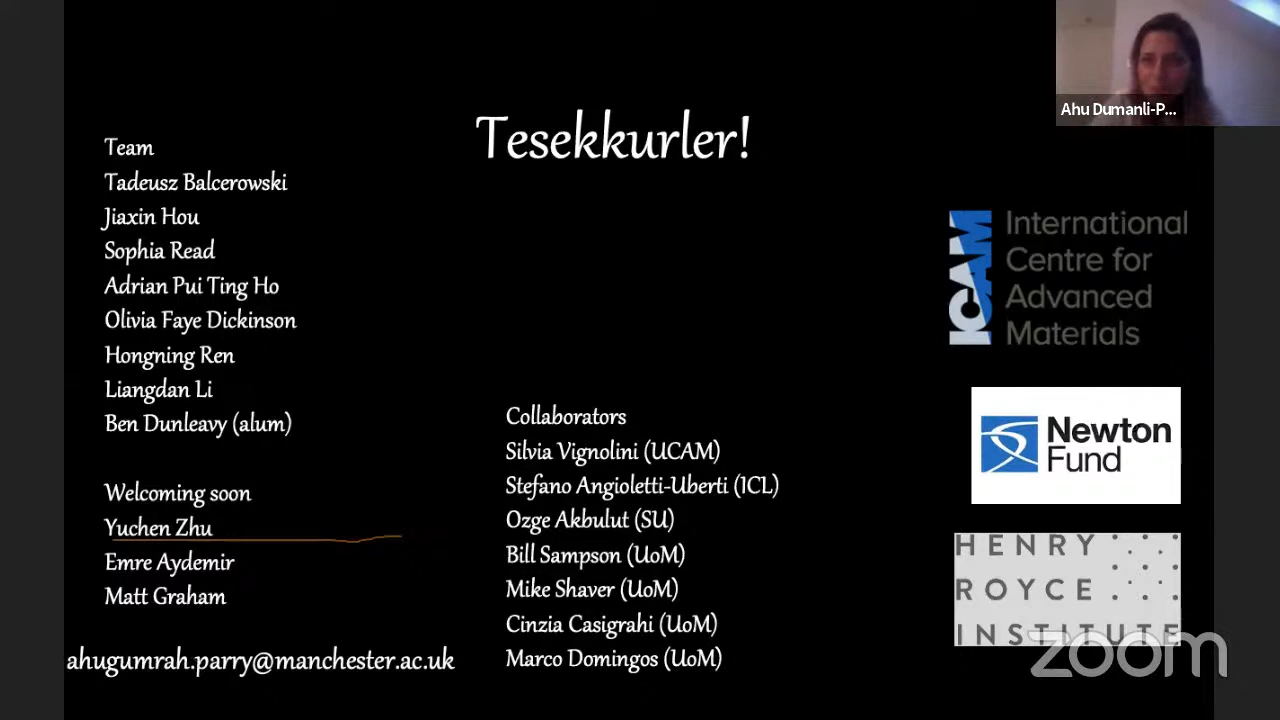 Ahu Dumanli-P...
Tesekkurler!
Team
Tadeusz Balcerowski
Jiaxin Hou
Sophia Read
Adrian Pui Ting Ho
Olivia Faye Dickinson
Hongning Ren
Liangdan Li
Ben Dunleavy (alum)
Welcoming soon
Yuchen Zhu
Emre Aydemir
Matt Graham
ahugumrah.parry@manchester.ac.uk
Collaborators
Silvia Vignolini (UCAM)
Stefano Angioletti-Uberti (ICL)
Ozge Akbulut (SU)
Bill Sampson (UoM)
Mike Shaver (UoM)
Cinzia Casigrahi (UoM)
Marco Domingos (UoM)
ICAM
International
Centre for
Advanced
Materials
Newton
Fund
HENRY
ROYCE
INSTITUTE
zoom